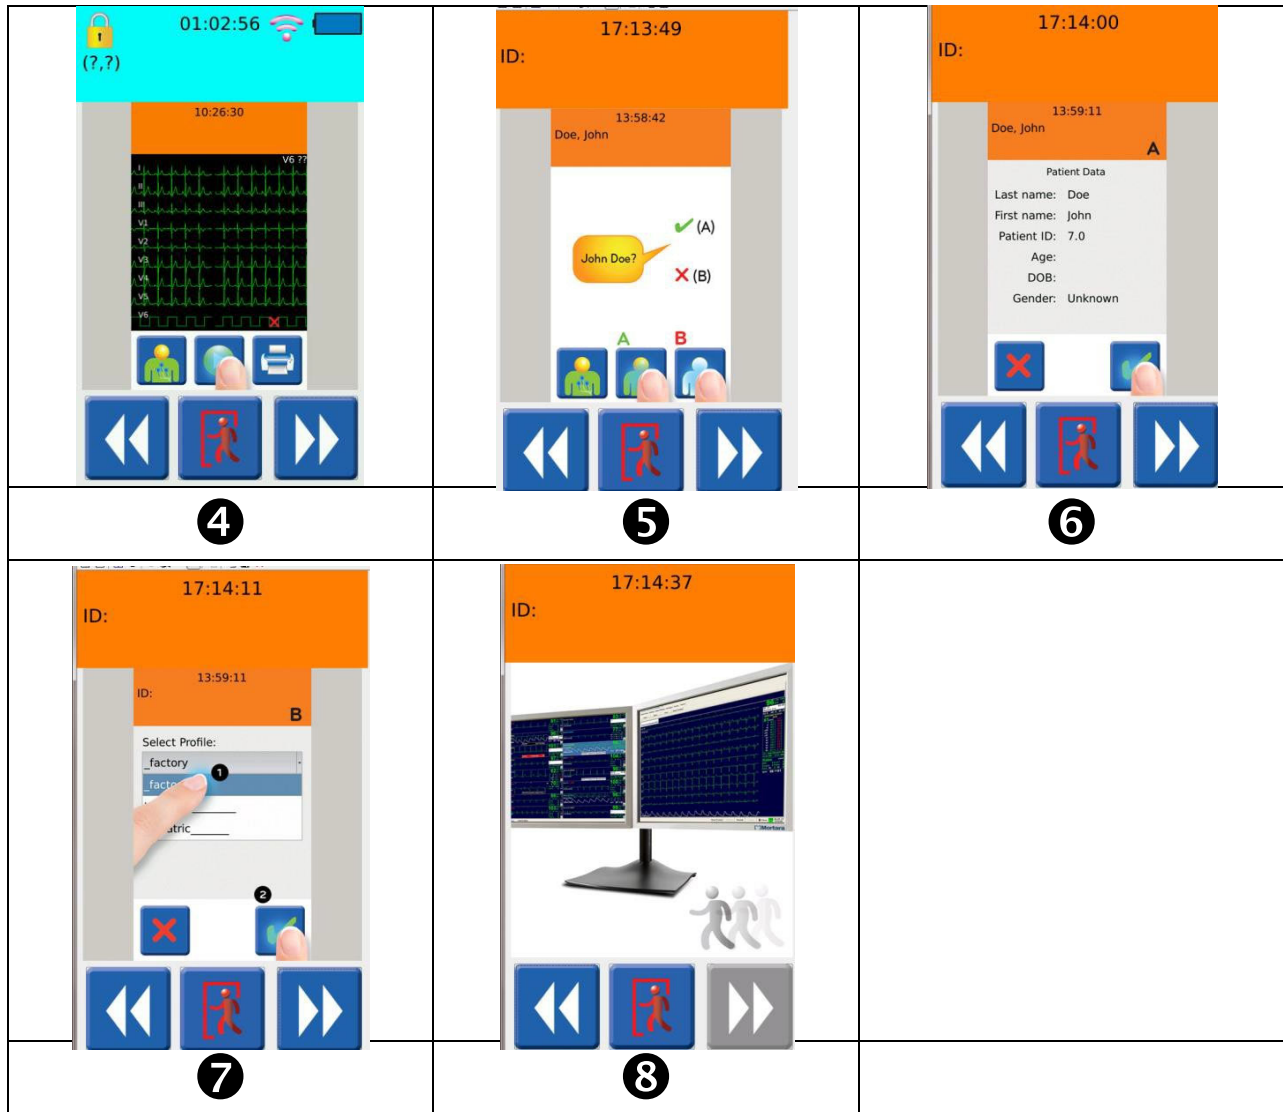 01:02:56
(?,?)
10:26:30
V6 ??
I
II
III
V1
V2
V3
V4
V5
V6
17:13:49
ID:
13:58:42
Doe, John
John Doe?
(A)
(B)
A B
17:14:00
ID:
13:59:11
Doe, John
A
Patient Data
Last name: Doe
First name: John
Patient ID: 7.0
Age:
DOB:
Gender: Unknown
4
5
6
17:14:11
ID:
13:59:11
ID:
B
Select Profile:
_factory
1
2
17:14:37
ID:
Mortara
7
8